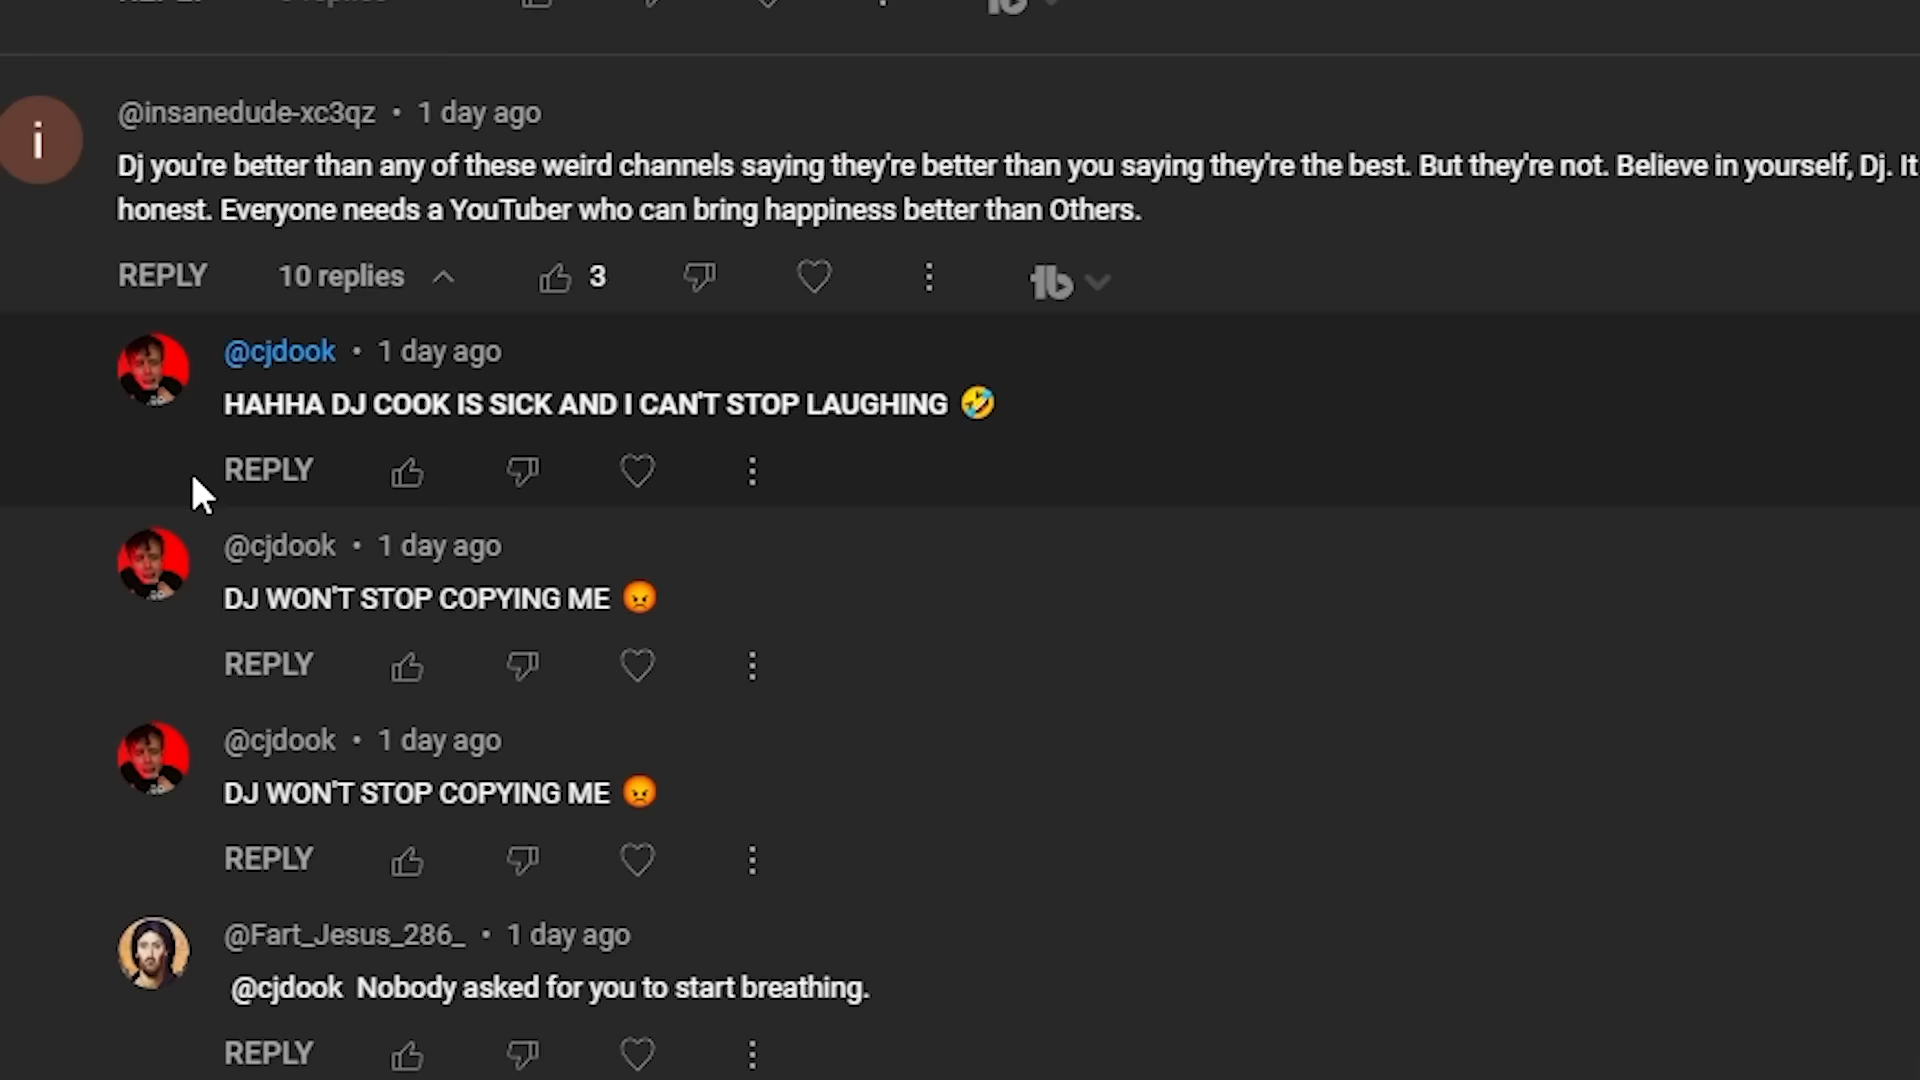 @insanedude-xc3qz • 1 day ago
Dj you're better than any of these weird channels saying they're better than you saying they're the best. But they're not. Believe in yourself, Dj. It
honest. Everyone needs a YouTuber who can bring happiness better than Others.
REPLY 10 replies 3
@cjdook • 1 day ago
HAHHA DJ COOK IS SICK AND I CAN'T STOP LAUGHING 🤣
REPLY
@cjdook • 1 day ago
DJ WON'T STOP COPYING ME 😡
REPLY
@cjdook • 1 day ago
DJ WON'T STOP COPYING ME 😡
REPLY
@Fart_Jesus_286_ • 1 day ago
@cjdook Nobody asked for you to start breathing.
REPLY